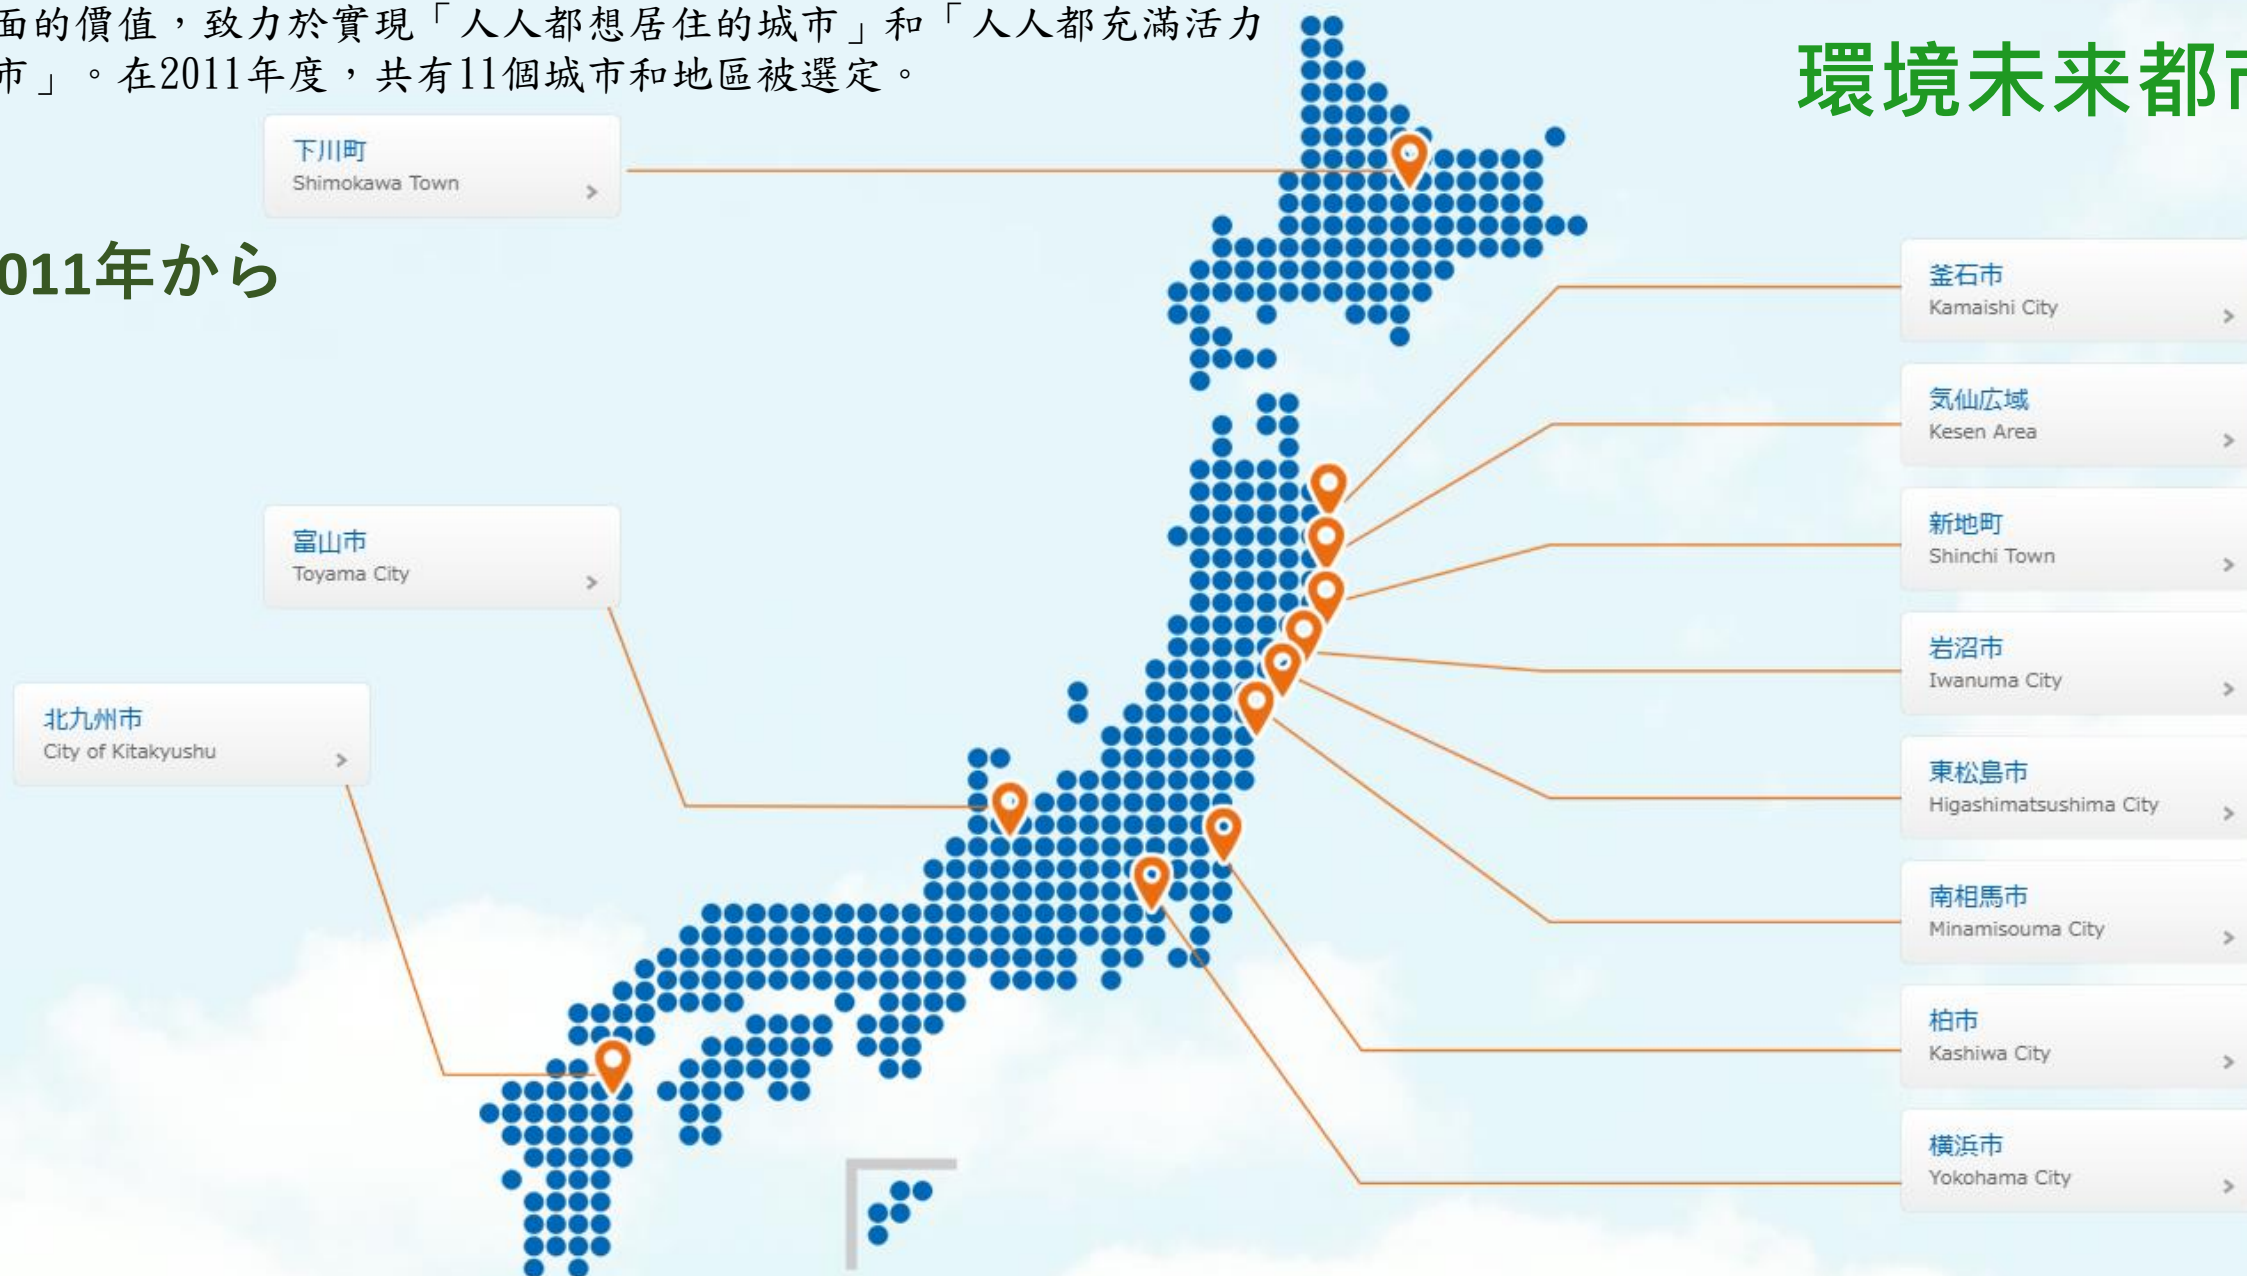 面的價值，致力於實現「人人都想居住的城市」和「人人都充滿活力
市」。在2011年度，共有11個城市和地區被選定。
環境未来都市
下川町
Shimokawa Town
011年から
釜石市
Kamaishi City
気仙広域
Kesen Area
新地町
Shinchi Town
富山市
Toyama City
岩沼市
Iwanuma City
北九州市
City of Kitakyushu
東松島市
Higashimatsushima City
南相馬市
Minamisouma City
柏市
Kashiwa City
横浜市
Yokohama City